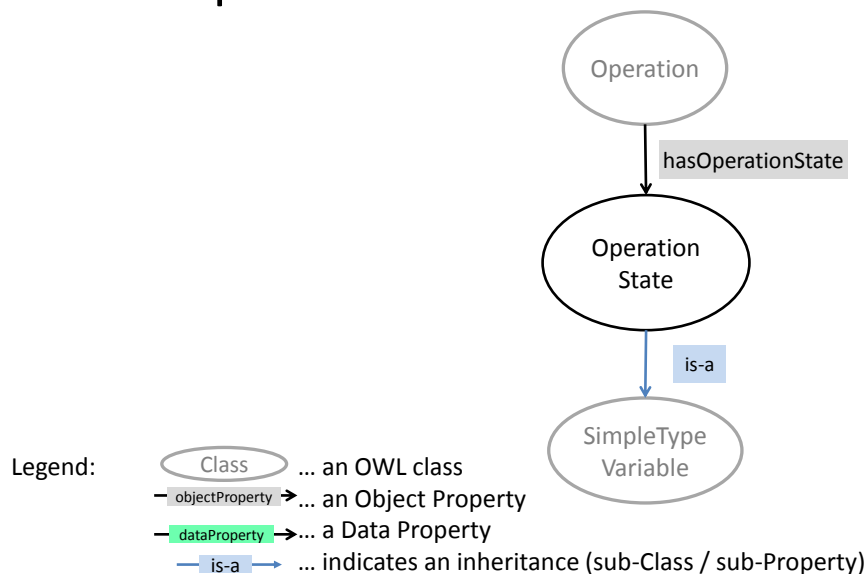 Operation
hasOperationState
Operation
State
is-a
SimpleType
Variable
Legend:
Class ... an OWL class
objectProperty ... an Object Property
dataProperty ... a Data Property
is-a ... indicates an inheritance (sub-Class / sub-Property)